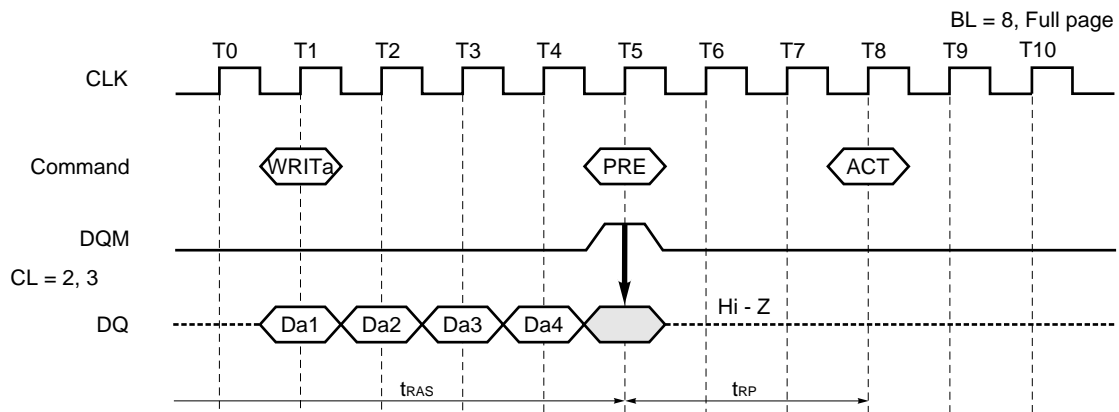 BL = 8, Full page
T0 T1 T2 T3 T4 T5 T6 T7 T8 T9 T10
CLK
Command WRITa PRE ACT
DQM
CL = 2, 3
Hi - Z
DQ Da1 Da2 Da3 Da4
tRAS tRP